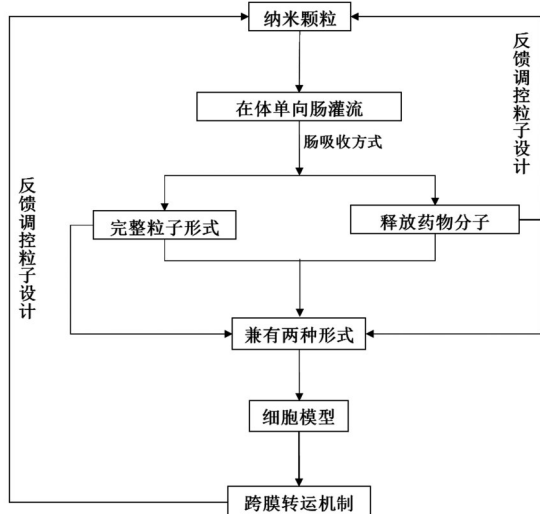 纳米颗粒
在体单向肠灌流
肠吸收方式
完整粒子形式
释放药物分子
兼有两种形式
细胞模型
跨膜转运机制
反馈调控粒子设计
反馈调控粒子设计